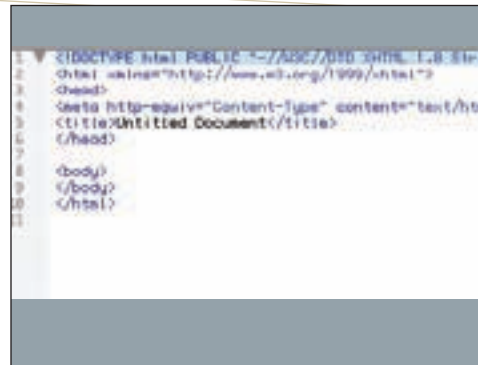 1 <!DOCTYPE html PUBLIC "-//W3C//DTD XHTML 1.0 Str
2 <html xmlns="http://www.w3.org/1999/xhtml">
3 <head>
4 <meta http-equiv="Content-Type" content="text/ht
5 <title>Untitled Document</title>
6 </head>
7
8 <body>
9 </body>
10 </html>
11